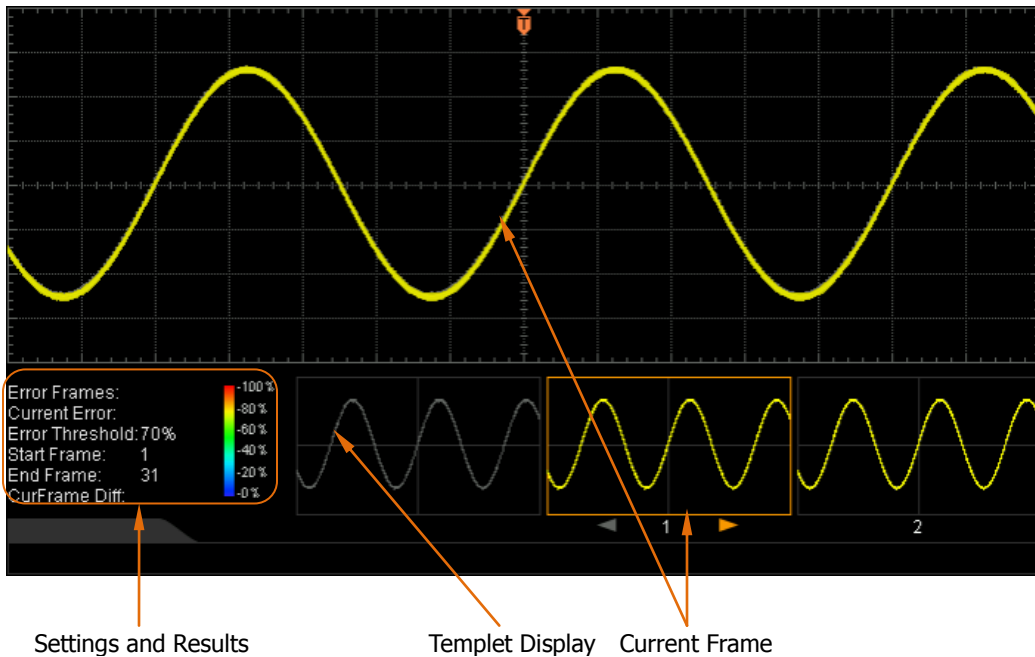 T
Error Frames:
Current Error:
Error Threshold:70%
Start Frame: 1
End Frame: 31
CurFrame Diff:
-100%
-80%
-60%
-40%
-20%
-0%
1
2
Settings and Results
Templet Display
Current Frame